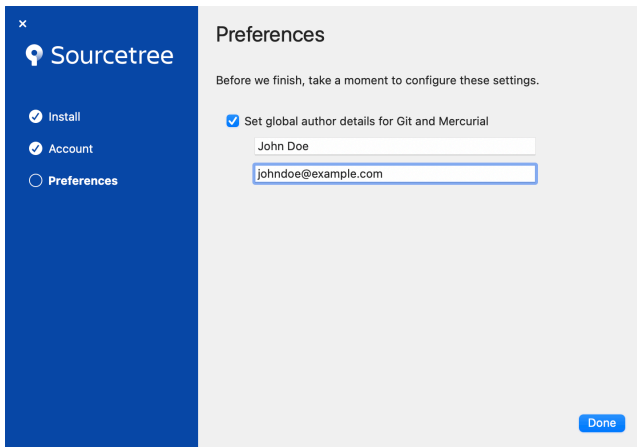 Sourcetree
Install
Account
Preferences
Preferences
Before we finish, take a moment to configure these settings.
Set global author details for Git and Mercurial
John Doe
johndoe@example.com
Done